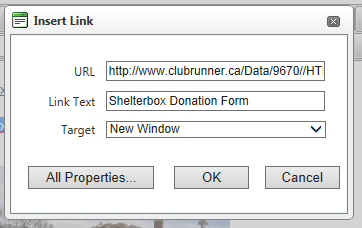 Insert Link
URL http://www.clubrunner.ca/Data/9670//HT
Link Text Shelterbox Donation Form
Target New Window
All Properties... OK Cancel